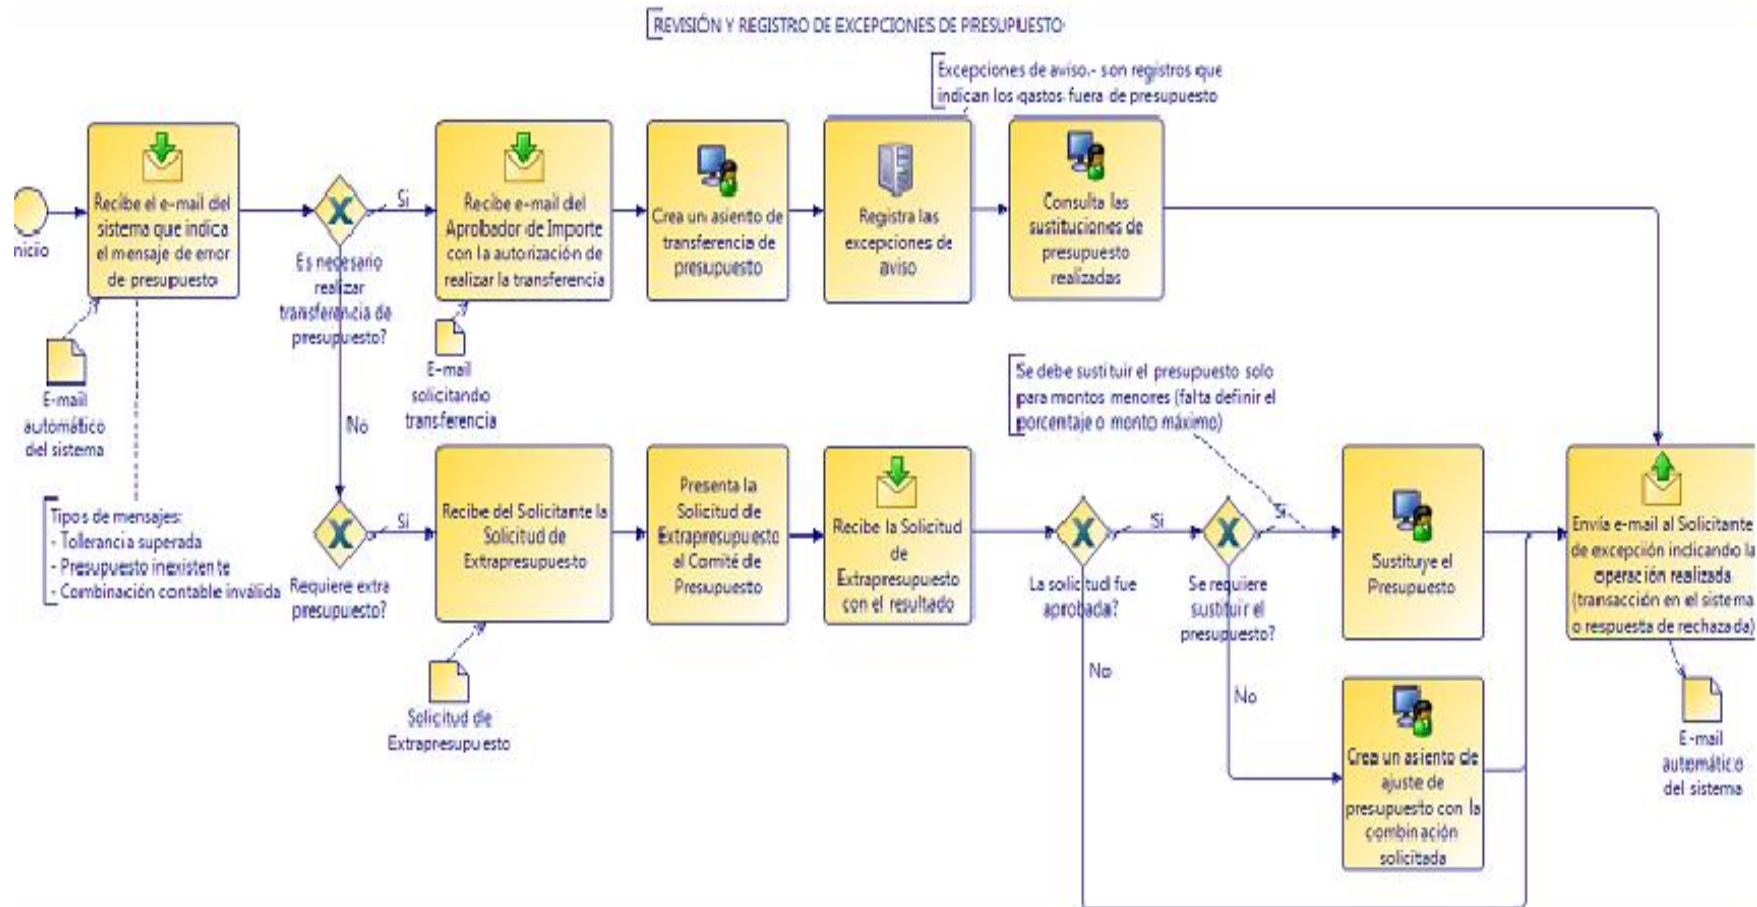 REVISIÓN Y REGISTRO DE EXCEPCIONES DE PRESUPUESTO
Excepciones de aviso.- son registros que
indican los gastos fuera de presupuesto
Recibe el e-mail del
sistema que indica
el mensaje de error
de presupuesto
Si
Recibe e-mail del
Aprobador de Importe
con la autorización de
realizar la transferencia
Crea un asiento de
transferencia de
presupuesto
Registra las
excepciones de
aviso
Consulta las
sustituciones de
presupuesto
realizadas
nicio
Es necesario
realizar
transferencia de
presupuesto?
E-mail
automático
del sistema
E-mail
solicitando
transferencia
No
Se debe sustituir el presupuesto solo
para montos menores (falta definir el
porcentaje o monto máximo)
Tipos de mensajes:
- Tolerancia superada
- Presupuesto inexistente
- Combinación contable inválida
Requiere extra
presupuesto?
Si
Recibe del Solicitante la
Solicitud de
Extrapresupuesto
Presenta la
Solicitud de
Extrapresupuesto
al Comité de
Presupuesto
Recibe la Solicitud
de
Extrapresupuesto
con el resultado
La solicitud fue
aprobada?
Si
Se requiere
sustituir el
presupuesto?
Si
Sustituye el
Presupuesto
Envía e-mail al Solicitante
de excepción indicando la
operación realizada
(transacción en el sistema
o respuesta de rechazada)
Solicitud de
Extrapresupuesto
No
No
Crea un asiento de
ajuste de
presupuesto con la
combinación
solicitada
E-mail
automático
del sistema